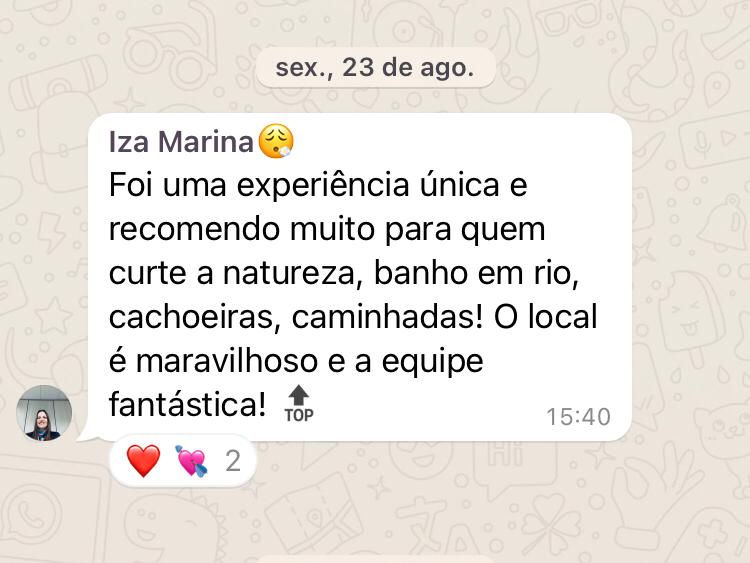 sex., 23 de ago.
Iza Marina😮‍💨
Foi uma experiência única e
recomendo muito para quem
curte a natureza, banho em rio,
cachoeiras, caminhadas! O local
é maravilhoso e a equipe
fantástica! 🔝
15:40
❤️ 💘 2